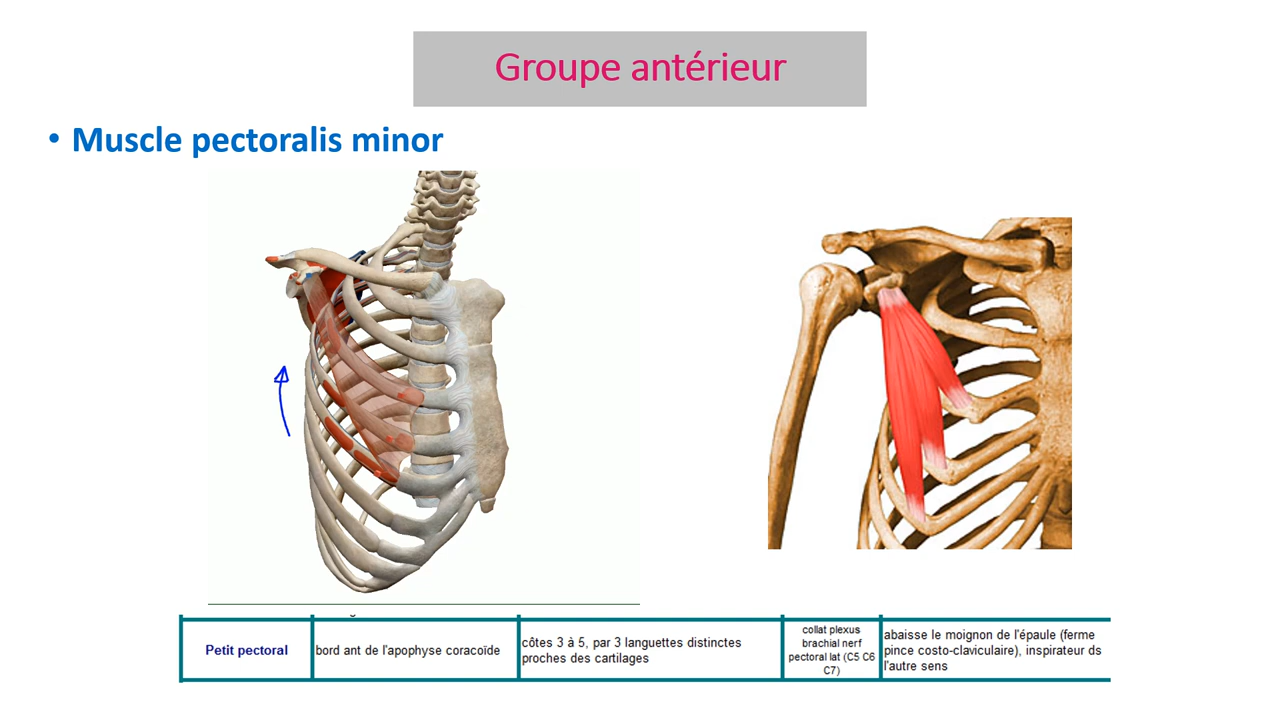 Groupe antérieur
• Muscle pectoralis minor
Petit pectoral
bord ant de l'apophyse coracoïde
côtes 3 à 5, par 3 languettes distinctes
proches des cartilages
collat plexus
brachial nerf
pectoral lat (C5 C6
C7)
abaisse le moignon de l'épaule (ferme
pince costo-claviculaire), inspirateur ds
l'autre sens